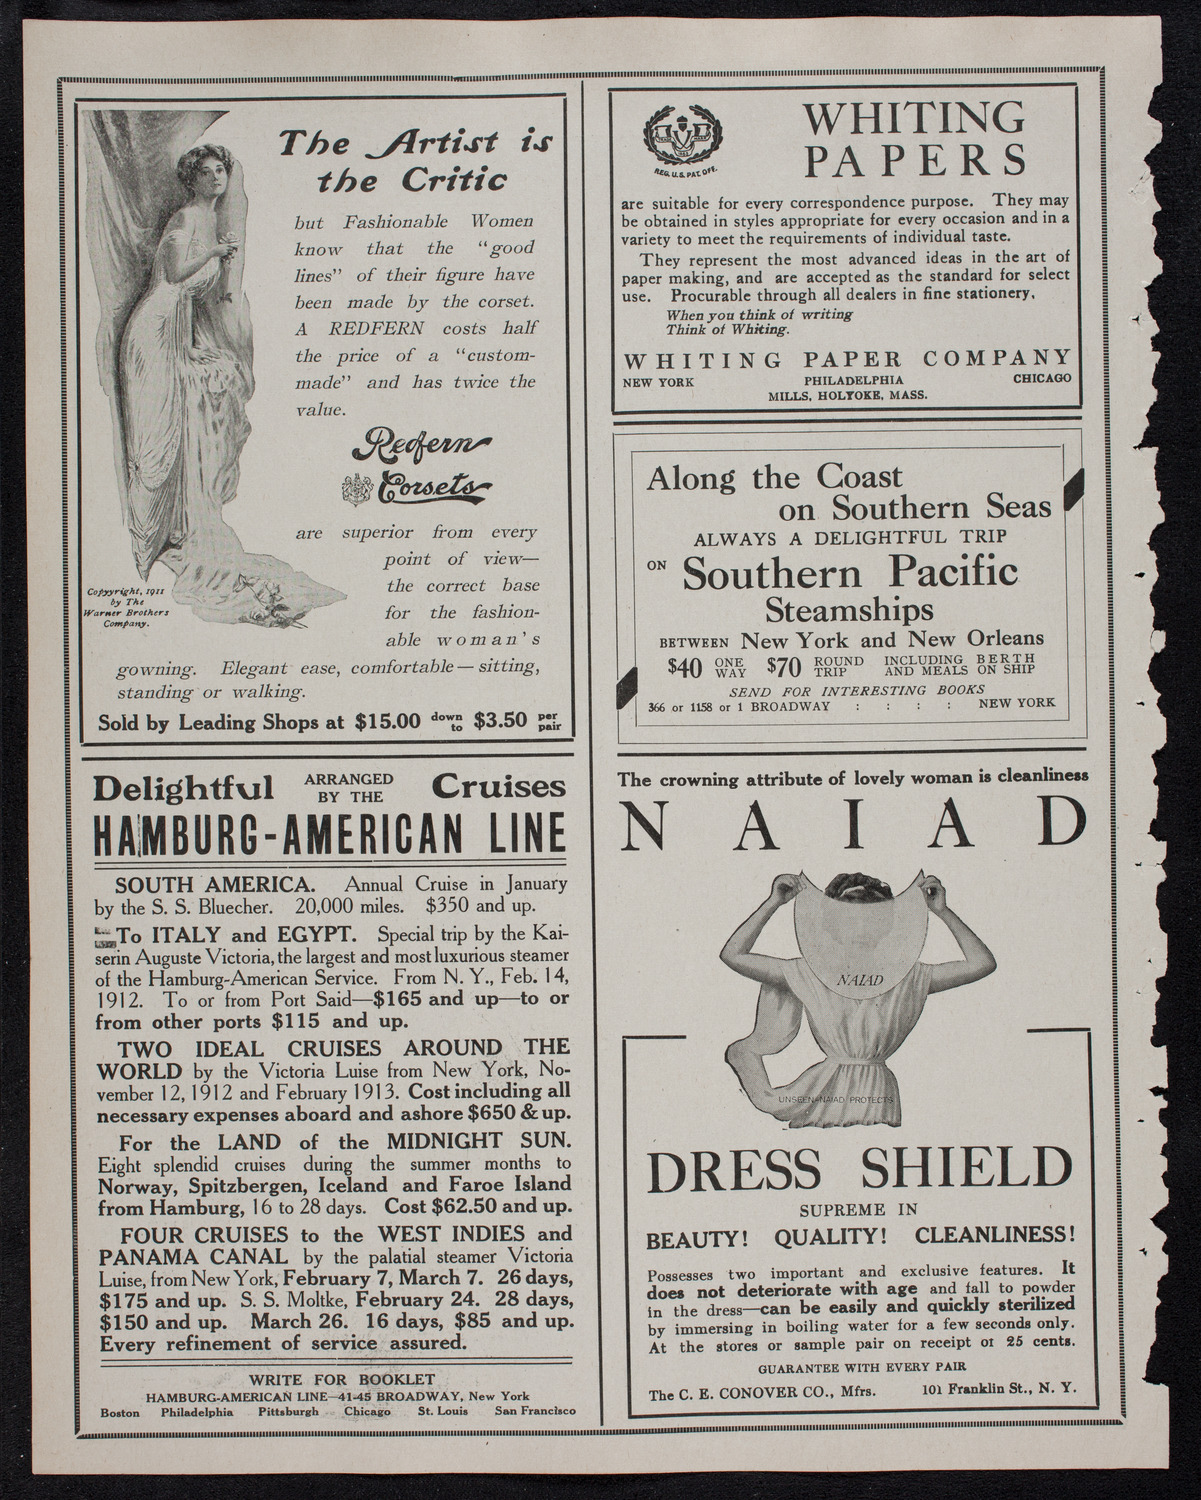 The Artist is
the Critic
but Fashionable Women
know that the "good
lines" of their figure have
been made by the corset.
A REDFERN costs half
the price of a "custom-
made" and has twice the
value.
Redfern
Corsets
are superior from every
point of view—
the correct base
for the fashion-
able woman's
gowning. Elegant ease, comfortable—sitting,
standing or walking.
Copyright, 1911
by The
Warner Brothers
Company.
Sold by Leading Shops at $15.00 down to $3.50 per pair
Delightful ARRANGED BY THE Cruises
HAMBURG-AMERICAN LINE
SOUTH AMERICA. Annual Cruise in January
by the S. S. Bluecher. 20,000 miles. $350 and up.
To ITALY and EGYPT. Special trip by the Kai-
serin Auguste Victoria, the largest and most luxurious steamer
of the Hamburg-American Service. From N. Y., Feb. 14,
1912. To or from Port Said—$165 and up—to or
from other ports $115 and up.
TWO IDEAL CRUISES AROUND THE
WORLD by the Victoria Luise from New York, No-
vember 12, 1912 and February 1913. Cost including all
necessary expenses aboard and ashore $650 & up.
For the LAND of the MIDNIGHT SUN.
Eight splendid cruises during the summer months to
Norway, Spitzbergen, Iceland and Faroe Island
from Hamburg, 16 to 28 days. Cost $62.50 and up.
FOUR CRUISES to the WEST INDIES and
PANAMA CANAL by the palatial steamer Victoria
Luise, from New York, February 7, March 7. 26 days,
$175 and up. S. S. Moltke, February 24. 28 days,
$150 and up. March 26. 16 days, $85 and up.
Every refinement of service assured.
WRITE FOR BOOKLET
HAMBURG-AMERICAN LINE—41-45 BROADWAY, New York
Boston Philadelphia Pittsburgh Chicago St. Louis San Francisco
REG. U.S. PAT. OFF.
WHITING
PAPERS
are suitable for every correspondence purpose. They may
be obtained in styles appropriate for every occasion and in a
variety to meet the requirements of individual taste.
They represent the most advanced ideas in the art of
paper making, and are accepted as the standard for select
use. Procurable through all dealers in fine stationery.
When you think of writing
Think of Whiting.
WHITING PAPER COMPANY
NEW YORK PHILADELPHIA CHICAGO
MILLS, HOLYOKE, MASS.
Along the Coast
on Southern Seas
ALWAYS A DELIGHTFUL TRIP
ON Southern Pacific
Steamships
BETWEEN New York and New Orleans
$40 ONE WAY $70 ROUND TRIP INCLUDING BERTH AND MEALS ON SHIP
SEND FOR INTERESTING BOOKS
366 or 1158 or 1 BROADWAY : : : : NEW YORK
The crowning attribute of lovely woman is cleanliness
NAIAD
NAIAD
UNSEEN-NAIAD PROTECTS
DRESS SHIELD
SUPREME IN
BEAUTY! QUALITY! CLEANLINESS!
Possesses two important and exclusive features. It
does not deteriorate with age and fall to powder
in the dress—can be easily and quickly sterilized
by immersing in boiling water for a few seconds only.
At the stores or sample pair on receipt of 25 cents.
GUARANTEE WITH EVERY PAIR
The C. E. CONOVER CO., Mfrs. 101 Franklin St., N. Y.